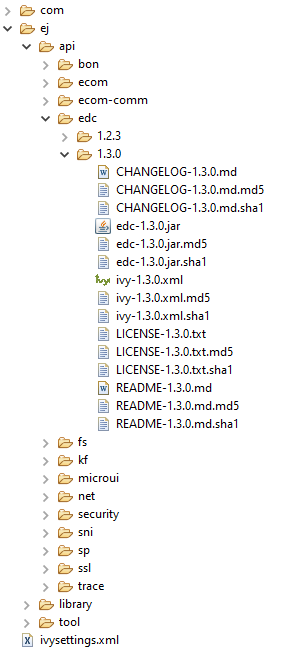 com
ej
api
bon
ecom
ecom-comm
edc
1.2.3
1.3.0
CHANGELOG-1.3.0.md
CHANGELOG-1.3.0.md.md5
CHANGELOG-1.3.0.md.sha1
edc-1.3.0.jar
edc-1.3.0.jar.md5
edc-1.3.0.jar.sha1
ivy-1.3.0.xml
ivy-1.3.0.xml.md5
ivy-1.3.0.xml.sha1
LICENSE-1.3.0.txt
LICENSE-1.3.0.txt.md5
LICENSE-1.3.0.txt.sha1
README-1.3.0.md
README-1.3.0.md.md5
README-1.3.0.md.sha1
fs
kf
microui
net
security
sni
sp
ssl
trace
library
tool
ivysettings.xml